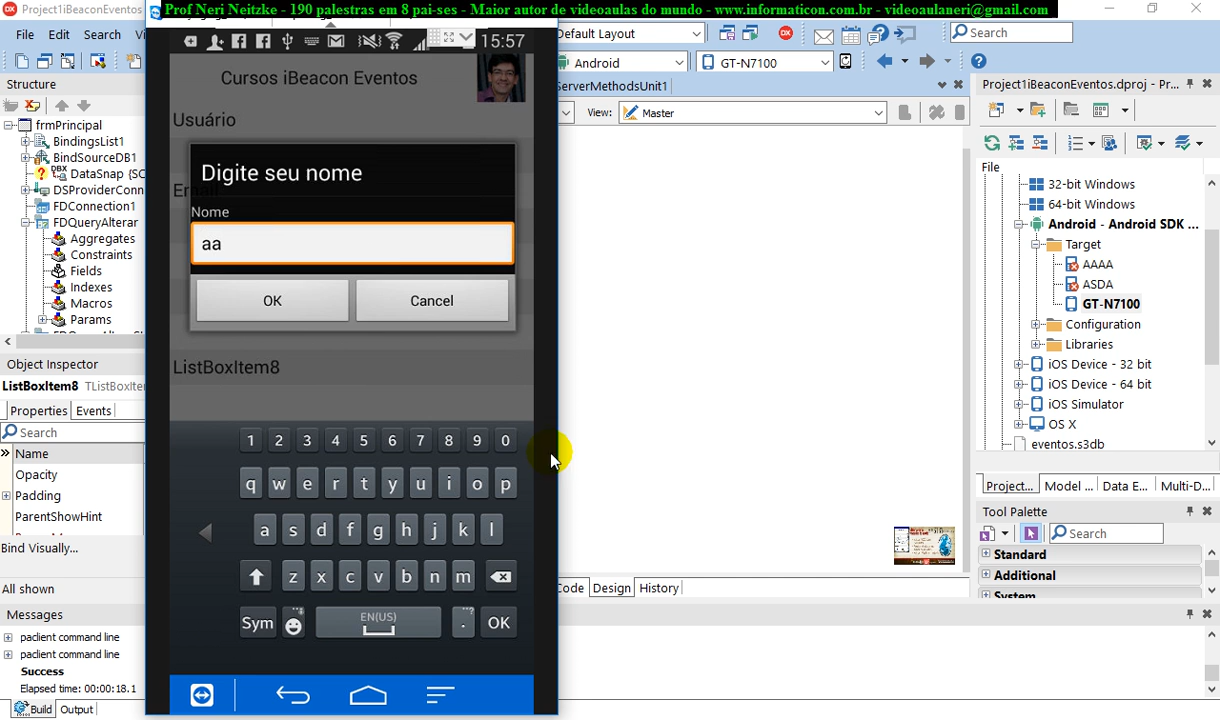 Prof Neri Neitzke - 190 palestras em 8 pai-ses - Maior autor de videoaulas do mundo - www.informaticon.com.br - videoaulaneri@gmail.com
Project1iBeaconEventos
File Edit Search
Default Layout
Search
Android
GT-N7100
Structure
frmPrincipal
BindingsList1
BindSourceDB1
DataSnap {SC
DSProviderConn
FDConnection1
FDQueryAlterar
Aggregates
Constraints
Fields
Indexes
Macros
Params
Object Inspector
ListBoxItem8 TListBoxIte
Properties Events
Search
Name
Opacity
Padding
ParentShowHint
Bind Visually...
All shown
Messages
paclient command line
paclient command line
Success
Elapsed time: 00:00:18.1
Build Output
15:57
Cursos iBeacon Eventos
Usuário
Email
Digite seu nome
Nome
aa
OK Cancel
ListBoxItem8
1 2 3 4 5 6 7 8 9 0
q w e r t y u i o p
a s d f g h j k l
z x c v b n m
Sym EN(US) . OK
ServerMethodsUnit1
View: Master
Code Design History
Project1iBeaconEventos.dproj - Pr...
File
32-bit Windows
64-bit Windows
Android - Android SDK ...
Target
AAAA
ASDA
GT-N7100
Configuration
Libraries
iOS Device - 32 bit
iOS Device - 64 bit
iOS Simulator
OS X
eventos.s3db
Project... Model ... Data E... Multi-D...
Tool Palette
Search
Standard
Additional
System